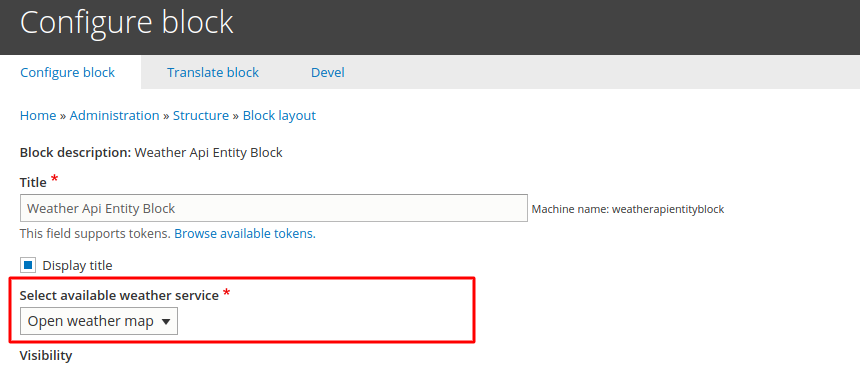 Configure block
Configure block Translate block Devel
Home » Administration » Structure » Block layout
Block description: Weather Api Entity Block
Title *
Weather Api Entity Block Machine name: weatherapientityblock
This field supports tokens. Browse available tokens.
Display title
Select available weather service *
Open weather map
Visibility